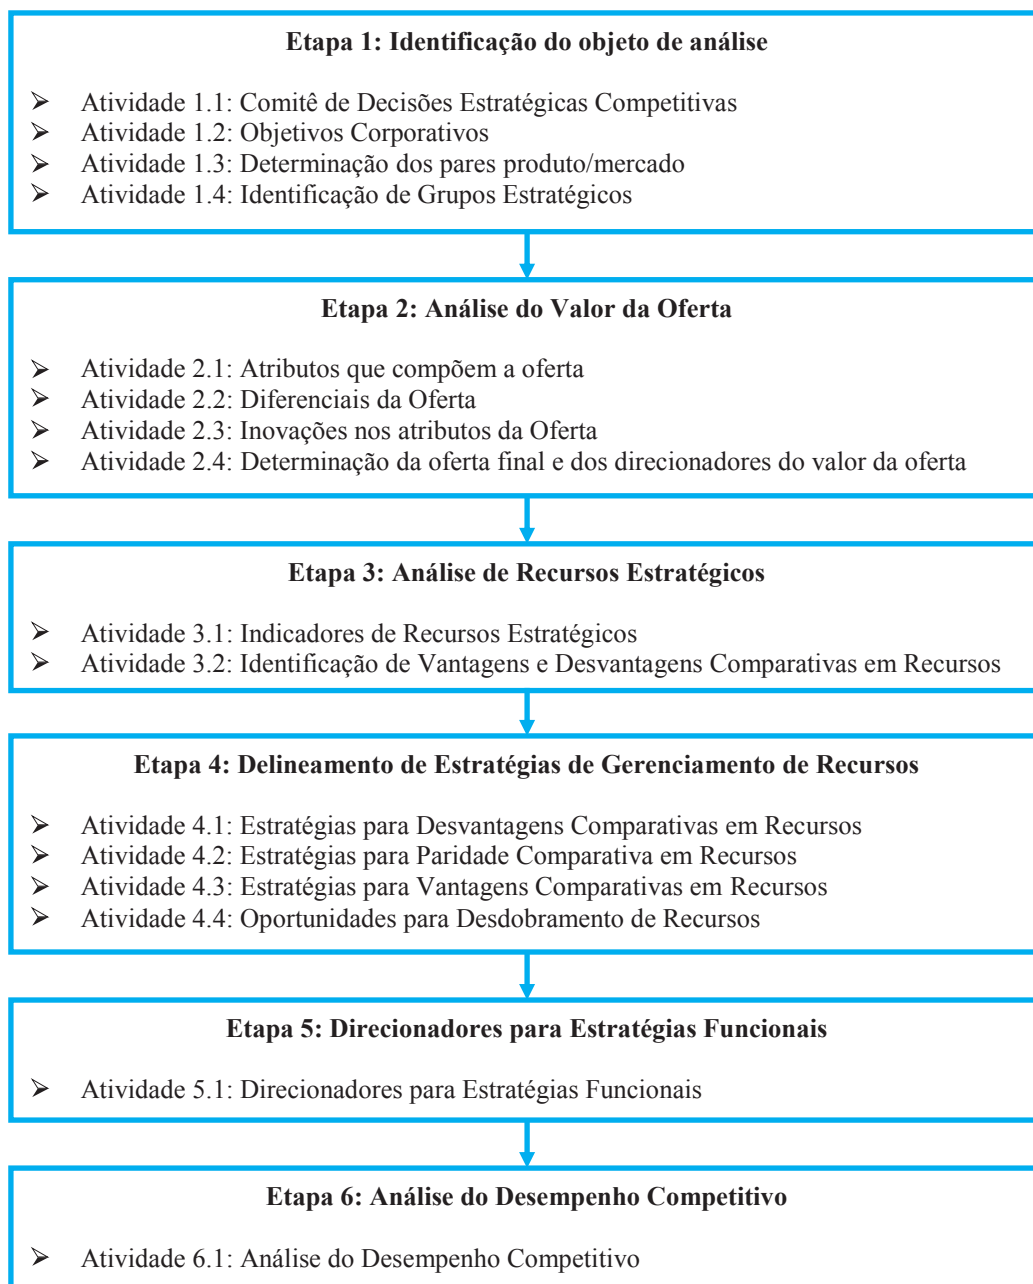 Etapa 1: Identificação do objeto de análise
➢ Atividade 1.1: Comitê de Decisões Estratégicas Competitivas
➢ Atividade 1.2: Objetivos Corporativos
➢ Atividade 1.3: Determinação dos pares produto/mercado
➢ Atividade 1.4: Identificação de Grupos Estratégicos
Etapa 2: Análise do Valor da Oferta
➢ Atividade 2.1: Atributos que compõem a oferta
➢ Atividade 2.2: Diferenciais da Oferta
➢ Atividade 2.3: Inovações nos atributos da Oferta
➢ Atividade 2.4: Determinação da oferta final e dos direcionadores do valor da oferta
Etapa 3: Análise de Recursos Estratégicos
➢ Atividade 3.1: Indicadores de Recursos Estratégicos
➢ Atividade 3.2: Identificação de Vantagens e Desvantagens Comparativas em Recursos
Etapa 4: Delineamento de Estratégias de Gerenciamento de Recursos
➢ Atividade 4.1: Estratégias para Desvantagens Comparativas em Recursos
➢ Atividade 4.2: Estratégias para Paridade Comparativa em Recursos
➢ Atividade 4.3: Estratégias para Vantagens Comparativas em Recursos
➢ Atividade 4.4: Oportunidades para Desdobramento de Recursos
Etapa 5: Direcionadores para Estratégias Funcionais
➢ Atividade 5.1: Direcionadores para Estratégias Funcionais
Etapa 6: Análise do Desempenho Competitivo
➢ Atividade 6.1: Análise do Desempenho Competitivo